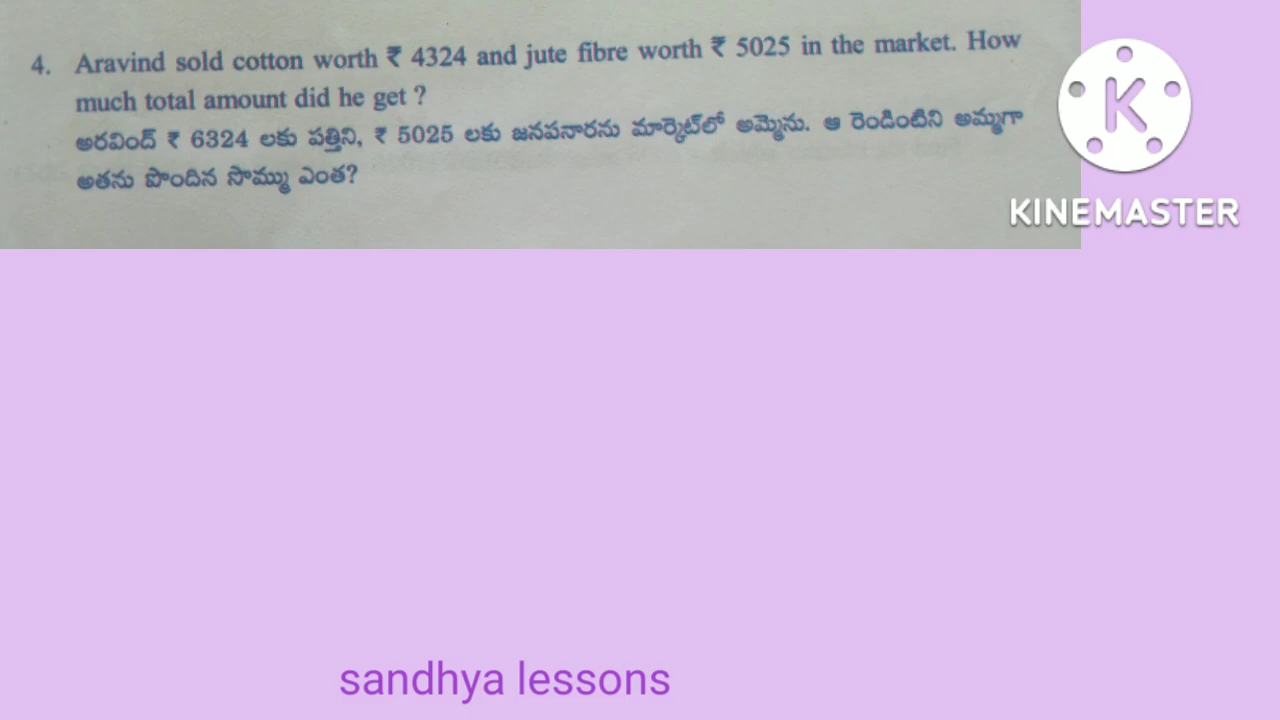 4. Aravind sold cotton worth ₹ 4324 and jute fibre worth ₹ 5025 in the market. How
much total amount did he get ?
అరవింద్ ₹ 6324 లకు పత్తిని, ₹ 5025 లకు జనపనారను మార్కెట్‌లో అమ్మెను. ఆ రెండింటిని అమ్మగా
అతను పొందిన సొమ్ము ఎంత?
K
KINEMASTER
sandhya lessons